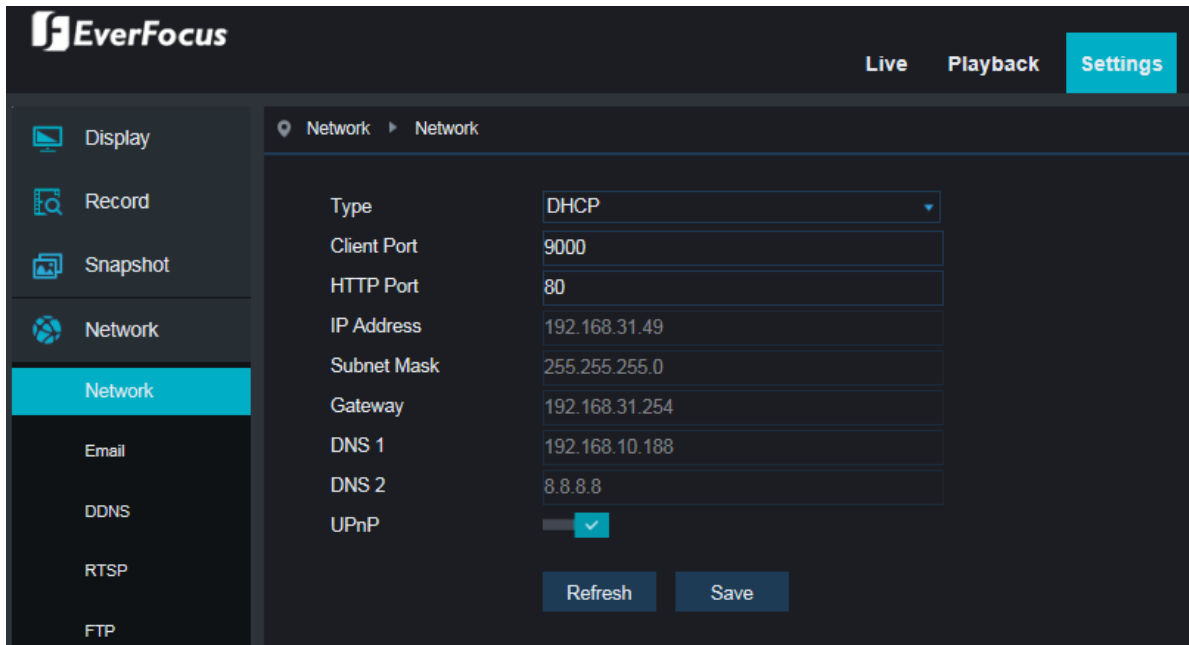 EverFocus
Live Playback Settings
Display
Record
Snapshot
Network
Network
Email
DDNS
RTSP
FTP
Network Network
Type DHCP
Client Port 9000
HTTP Port 80
IP Address 192.168.31.49
Subnet Mask 255.255.255.0
Gateway 192.168.31.254
DNS 1 192.168.10.188
DNS 2 8.8.8.8
UPnP
Refresh Save